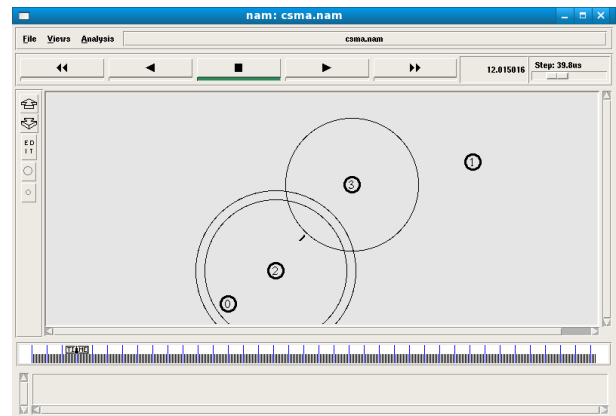 nam: csma.nam
File Views Analysis csma.nam
12.015016 Step: 39.8us
ED
IT
1
3
2
0
TIME